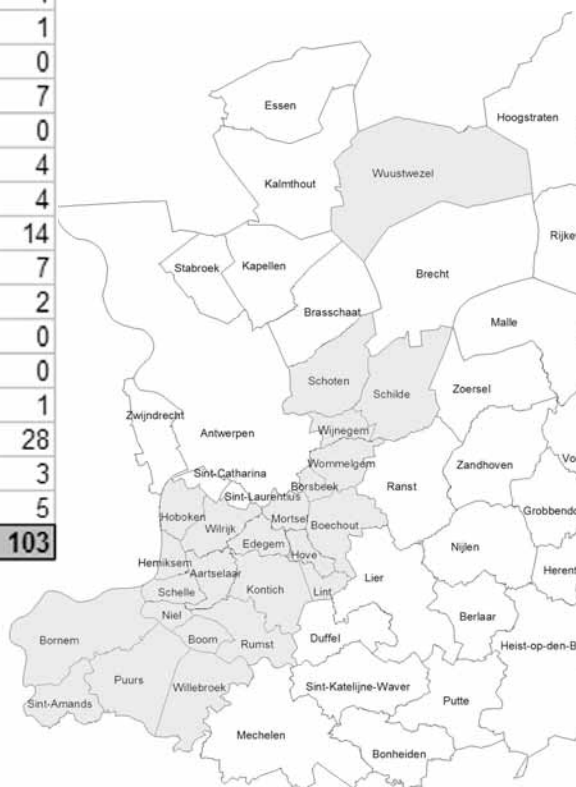 1
0
7
0
4
4
14
7
2
0
0
1
28
3
5
103
Essen
Hoogstraten
Kalmthout
Wuustwezel
Stabroek
Kapellen
Brecht
Brasschaat
Malle
Schoten
Schilde
Zoersel
Zwijndrecht
Antwerpen
Wijnegem
Wommelgem
Zandhoven
Sint-Catharina
Borsbeek
Ranst
Sint-Laurentius
Hoboken
Wilrijk
Mortsel
Boechout
Edegem
Hove
Nijlen
Hemiksem
Aartselaar
Schelle
Kontich
Lint
Lier
Niel
Berlaar
Bornem
Boom
Rumst
Duffel
Puurs
Willebroek
Sint-Katelijne-Waver
Sint-Amands
Putte
Mechelen
Bonheiden